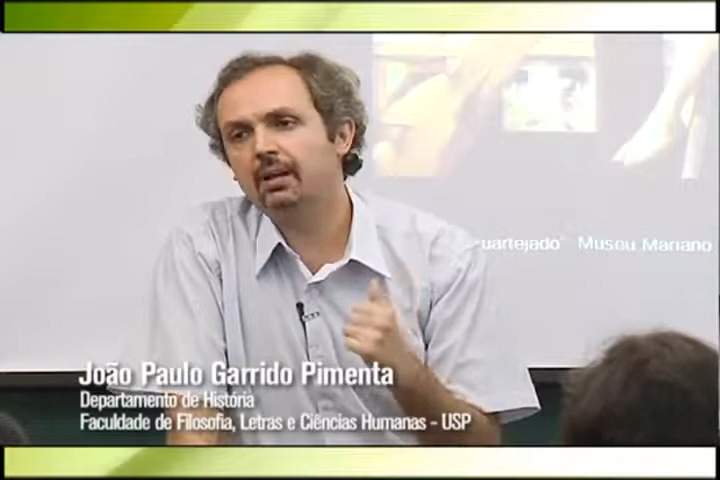 uartejado" Museu Mariano
João Paulo Garrido Pimenta
Departamento de História
Faculdade de Filosofia, Letras e Ciências Humanas - USP